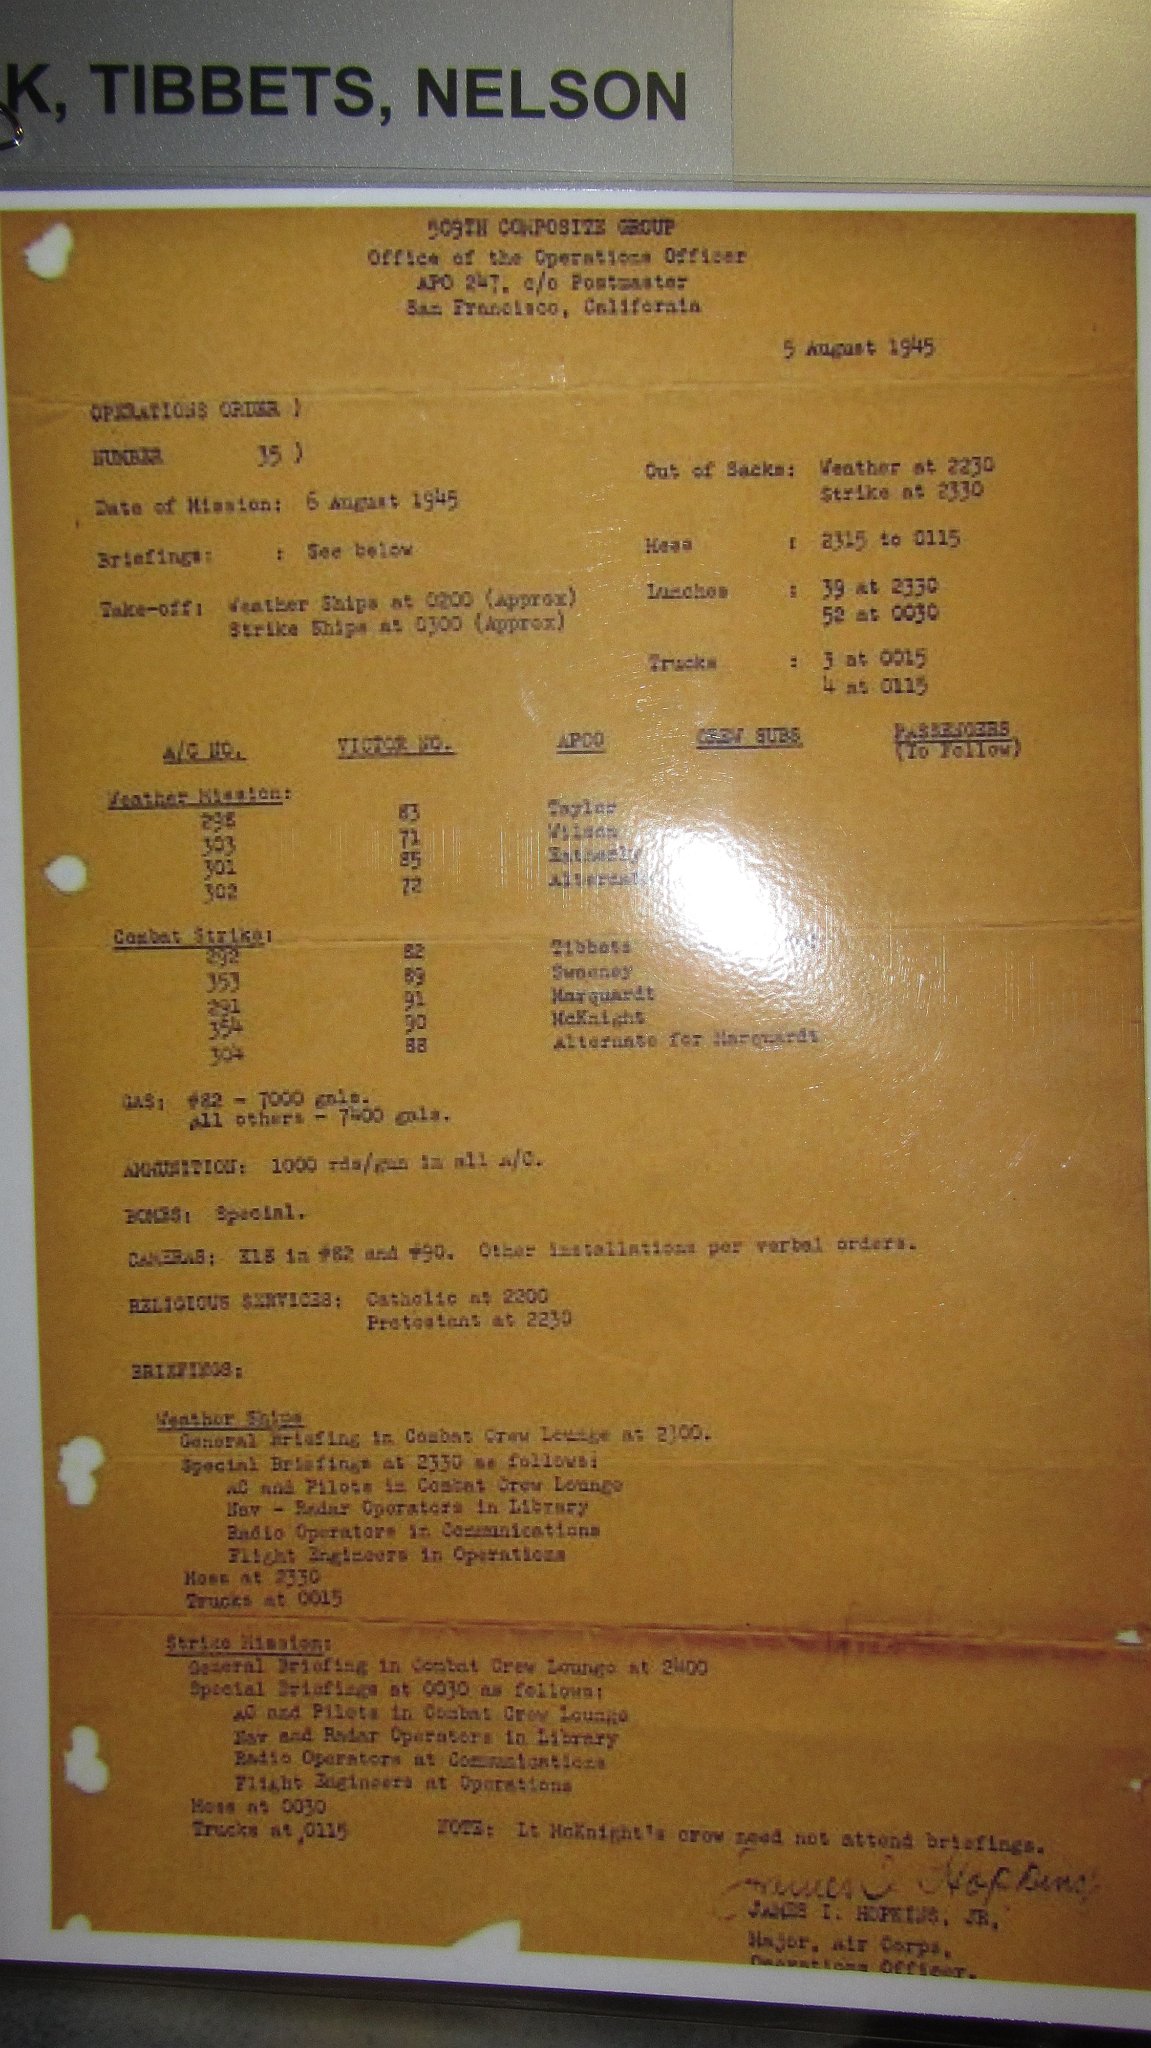 K, TIBBETS, NELSON
509TH COMPOSITE GROUP
Office of the Operations Officer
APO 247, c/o Postmaster
San Francisco, California
5 August 1945
OPERATIONS ORDER )
NUMBER 35 )
Out of Sacks: Weather at 2230
Strike at 2330
Date of Mission: 6 August 1945
Briefings: : See below
Mess : 2315 to 0115
Take-off: Weather Ships at 0200 (Approx)
Strike Ships at 0300 (Approx)
Lunches : 39 at 2330
52 at 0030
Trucks : 3 at 0015
4 at 0115
A/C NO. VICTOR NO. APCO CREW SUBS PASSENGERS
(To Follow)
Weather Mission:
298 83 Taylor
303 71 Wilson
301 85 Eatherly
302 72 Alternate
Combat Strike:
292 82 Tibbets
353 89 Sweeney
291 91 Marquardt
354 90 McKnight
304 88 Alternate for Marquardt
GAS: #82 - 7000 gals.
All others - 7400 gals.
AMMUNITION: 1000 rds/gun in all A/C.
BOMBS: Special.
CAMERAS: K18 in #82 and #90. Other installations per verbal orders.
RELIGIOUS SERVICES: Catholic at 2200
Protestant at 2230
BRIEFINGS:
Weather Ships
General Briefing in Combat Crew Lounge at 2300.
Special Briefings at 2330 as follows:
AC and Pilots in Combat Crew Lounge
Nav - Radar Operators in Library
Radio Operators in Communications
Flight Engineers in Operations
Mess at 2330
Trucks at 0015
Strike Mission:
General Briefing in Combat Crew Lounge at 2400
Special Briefings at 0030 as follows:
AC and Pilots in Combat Crew Lounge
Nav and Radar Operators in Library
Radio Operators at Communications
Flight Engineers at Operations
Mess at 0030
Trucks at 0115 NOTE: Lt McKnight's crew need not attend briefings.
James I Hopkins
JAMES I. HOPKINS, JR,
Major, Air Corps,
Operations Officer.